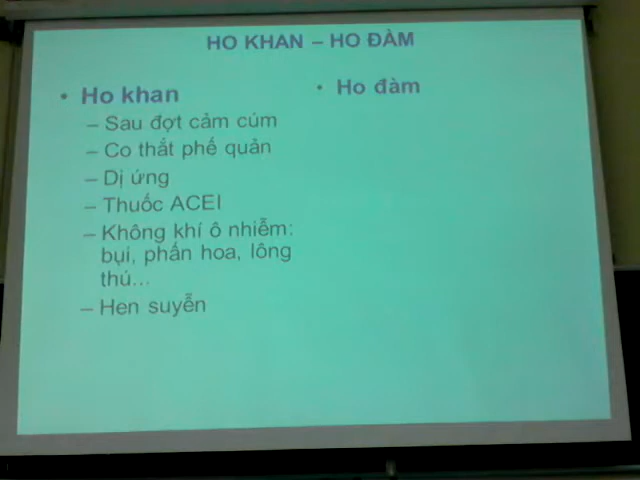 HO KHAN – HO ĐÀM
• Ho khan
– Sau đợt cảm cúm
– Co thắt phế quản
– Dị ứng
– Thuốc ACEI
– Không khí ô nhiễm:
bụi, phấn hoa, lông
thú...
– Hen suyễn
• Ho đàm